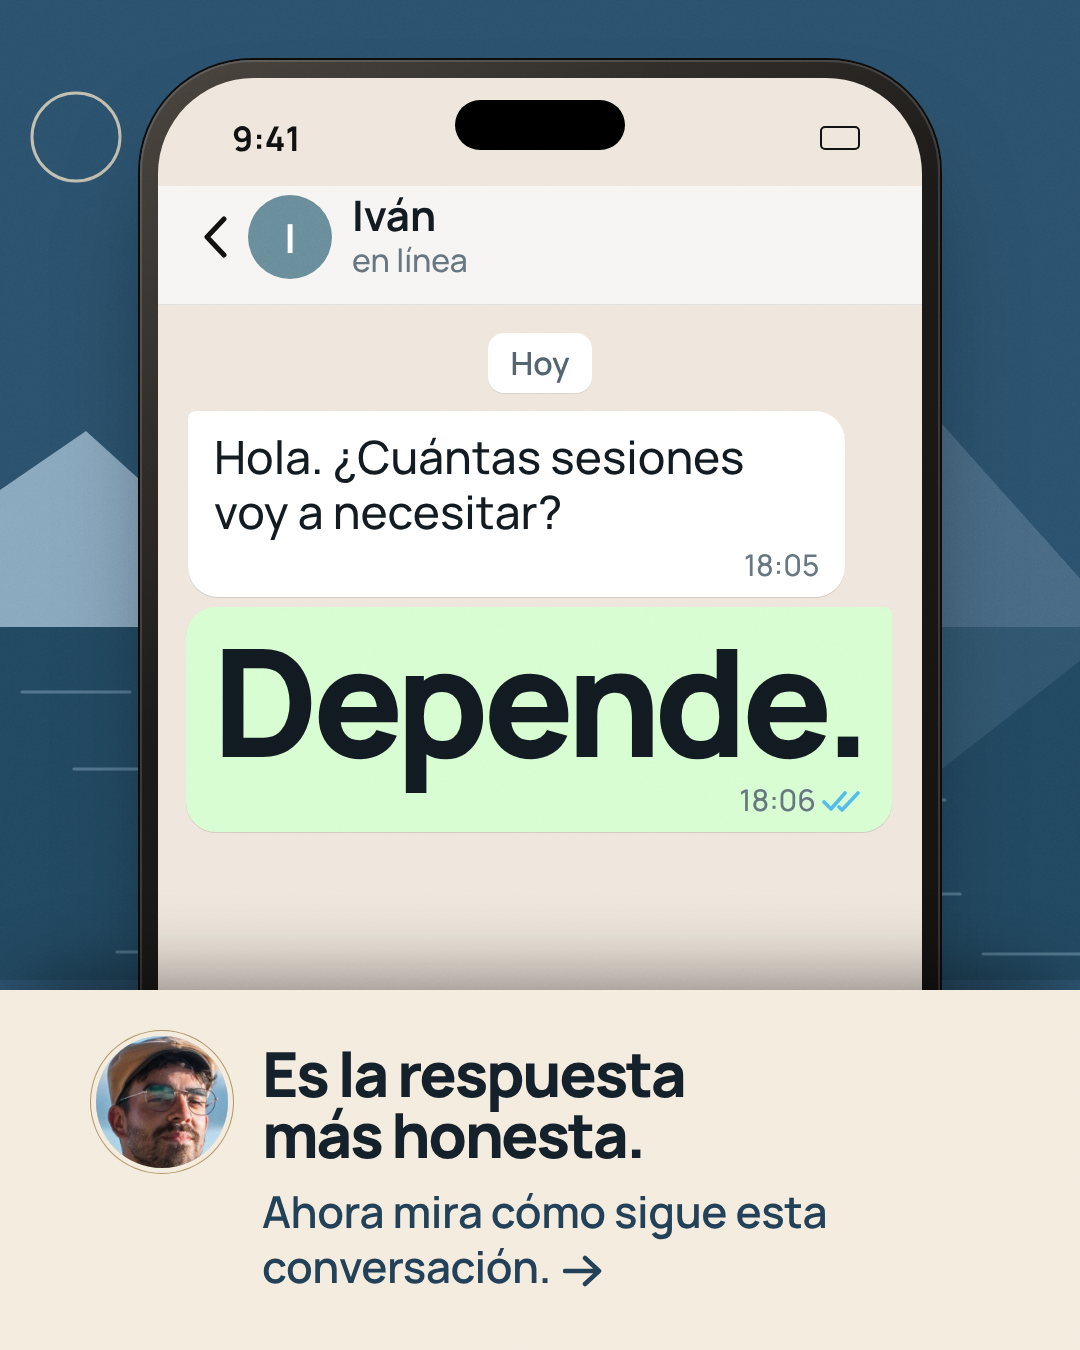 9:41
I
Iván
en línea
Hoy
Hola. ¿Cuántas sesiones
voy a necesitar?
18:05
Depende.
18:06
Es la respuesta
más honesta.
Ahora mira cómo sigue esta
conversación. →